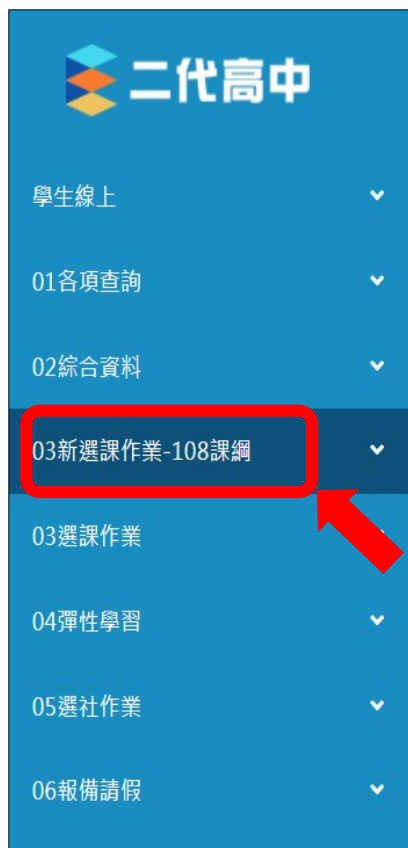 二代高中
學生線上
01各項查詢
02綜合資料
03新選課作業-108課綱
03選課作業
04彈性學習
05選社作業
06報備請假